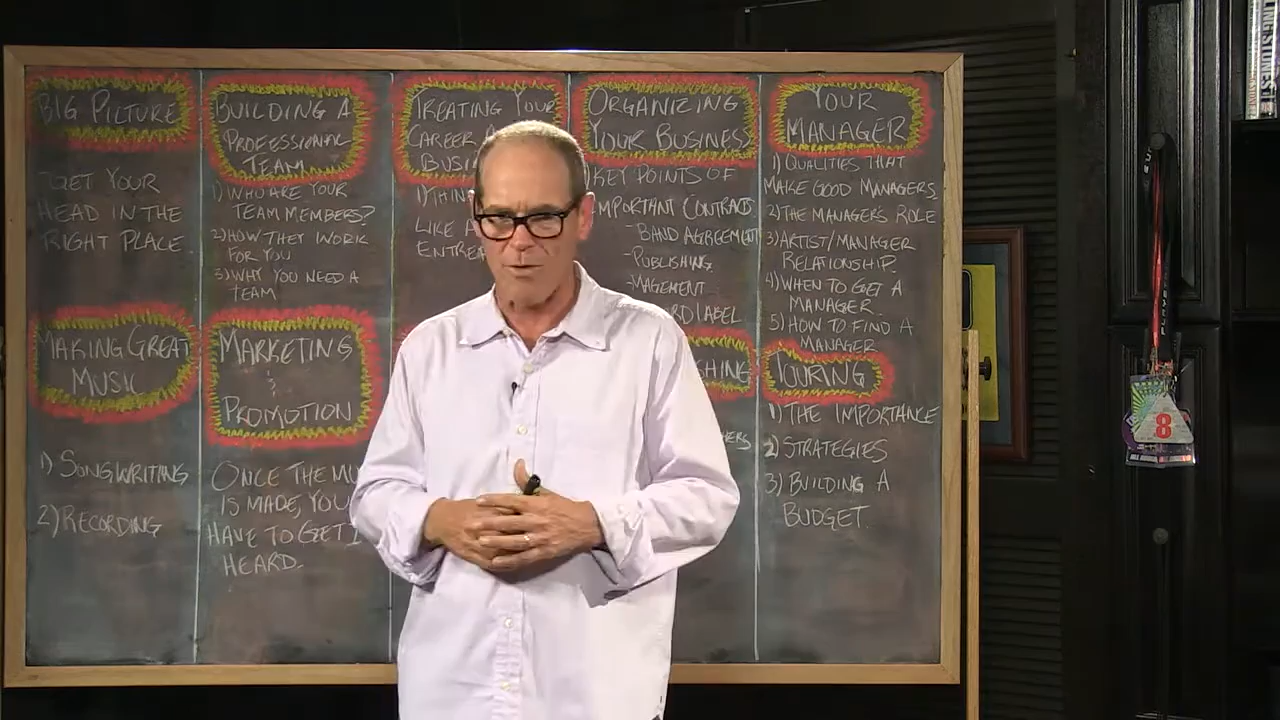 BIG PICTURE
-GET YOUR
HEAD IN THE
RIGHT PLACE.
BUILDING A
PROFESSIONAL
TEAM
1) WHO ARE YOUR
TEAM MEMBERS?
2) HOW THEY WORK
FOR YOU
3) WHY YOU NEED A
TEAM
TREATING YOUR
CAREER A
BUSI
1) THIN
LIKE A
ENTRE
ORGANIZING
YOUR BUSINESS
) KEY POINTS OF
IMPORTANT CONTRACTS
- BAND AGREEMENT
- PUBLISHING
- MAGEMENT
RD LABEL
YOUR
MANAGER
1) QUALITIES THAT
MAKE GOOD MANAGERS
2) THE MANAGER'S ROLE
3) ARTIST/MANAGER
RELATIONSHIP.
4) WHEN TO GET A
MANAGER.
5) HOW TO FIND A
MANAGER
MAKING GREAT
MUSIC
1) SONGWRITING
2) RECORDING
MARKETING
&
PROMOTION
ONCE THE MU
IS MADE, YOU
HAVE TO GET I
HEARD.
SHING
HERS
TOURING
1) THE IMPORTANCE
2) STRATEGIES
3) BUILDING A
BUDGET.
8
LING STONES